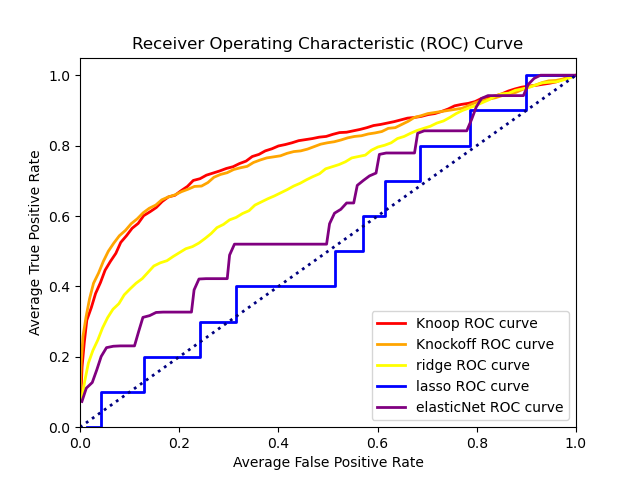 Receiver Operating Characteristic (ROC) Curve
Average True Positive Rate
1.0
0.8
0.6
0.4
0.2
0.0
Knoop ROC curve
Knockoff ROC curve
ridge ROC curve
lasso ROC curve
elasticNet ROC curve
0.0 0.2 0.4 0.6 0.8 1.0
Average False Positive Rate